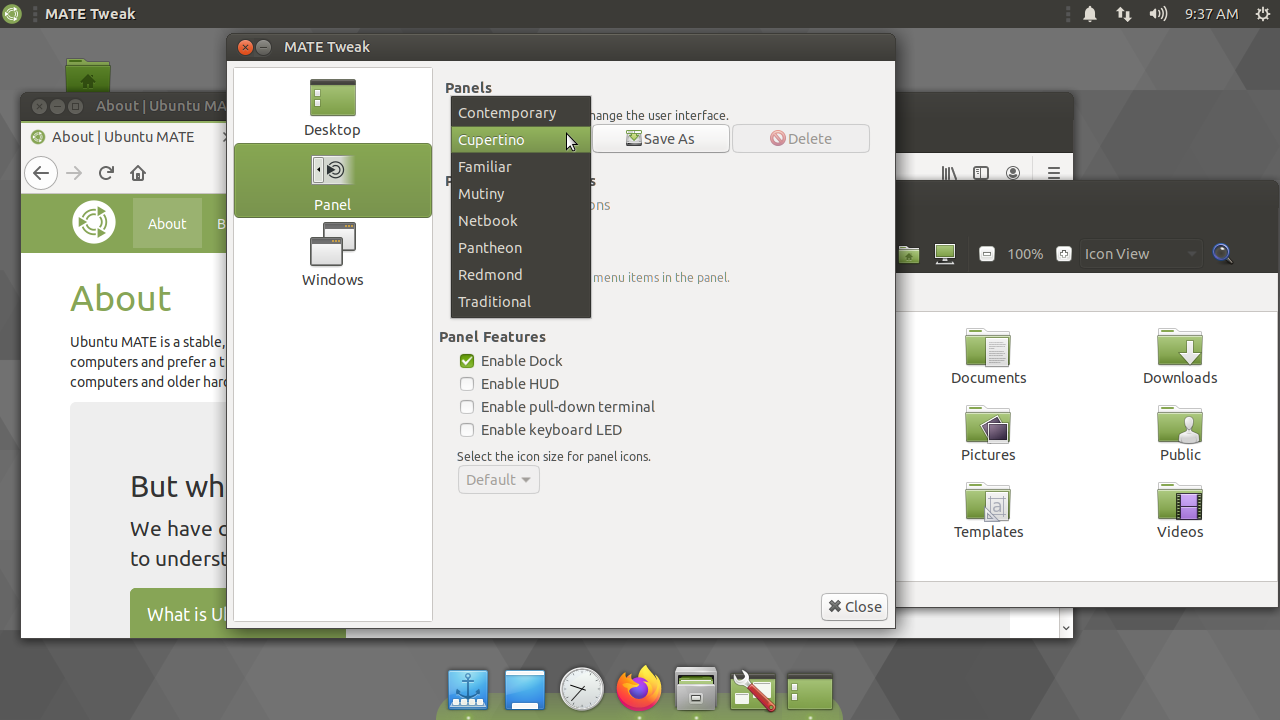 MATE Tweak
9:37 AM
MATE Tweak
About | Ubuntu MA
About | Ubuntu MATE
About
B
About
Ubuntu MATE is a stable,
computers and prefer a t
computers and older hard
But wh
We have c
to underst
What is Ub
Desktop
Panel
Windows
Panels
hange the user interface.
Contemporary
Cupertino
Familiar
Mutiny
Netbook
Pantheon
Redmond
Traditional
Save As
Delete
s
ons
menu items in the panel.
Panel Features
Enable Dock
Enable HUD
Enable pull-down terminal
Enable keyboard LED
Select the icon size for panel icons.
Default
Close
100%
Icon View
Documents
Downloads
Pictures
Public
Templates
Videos